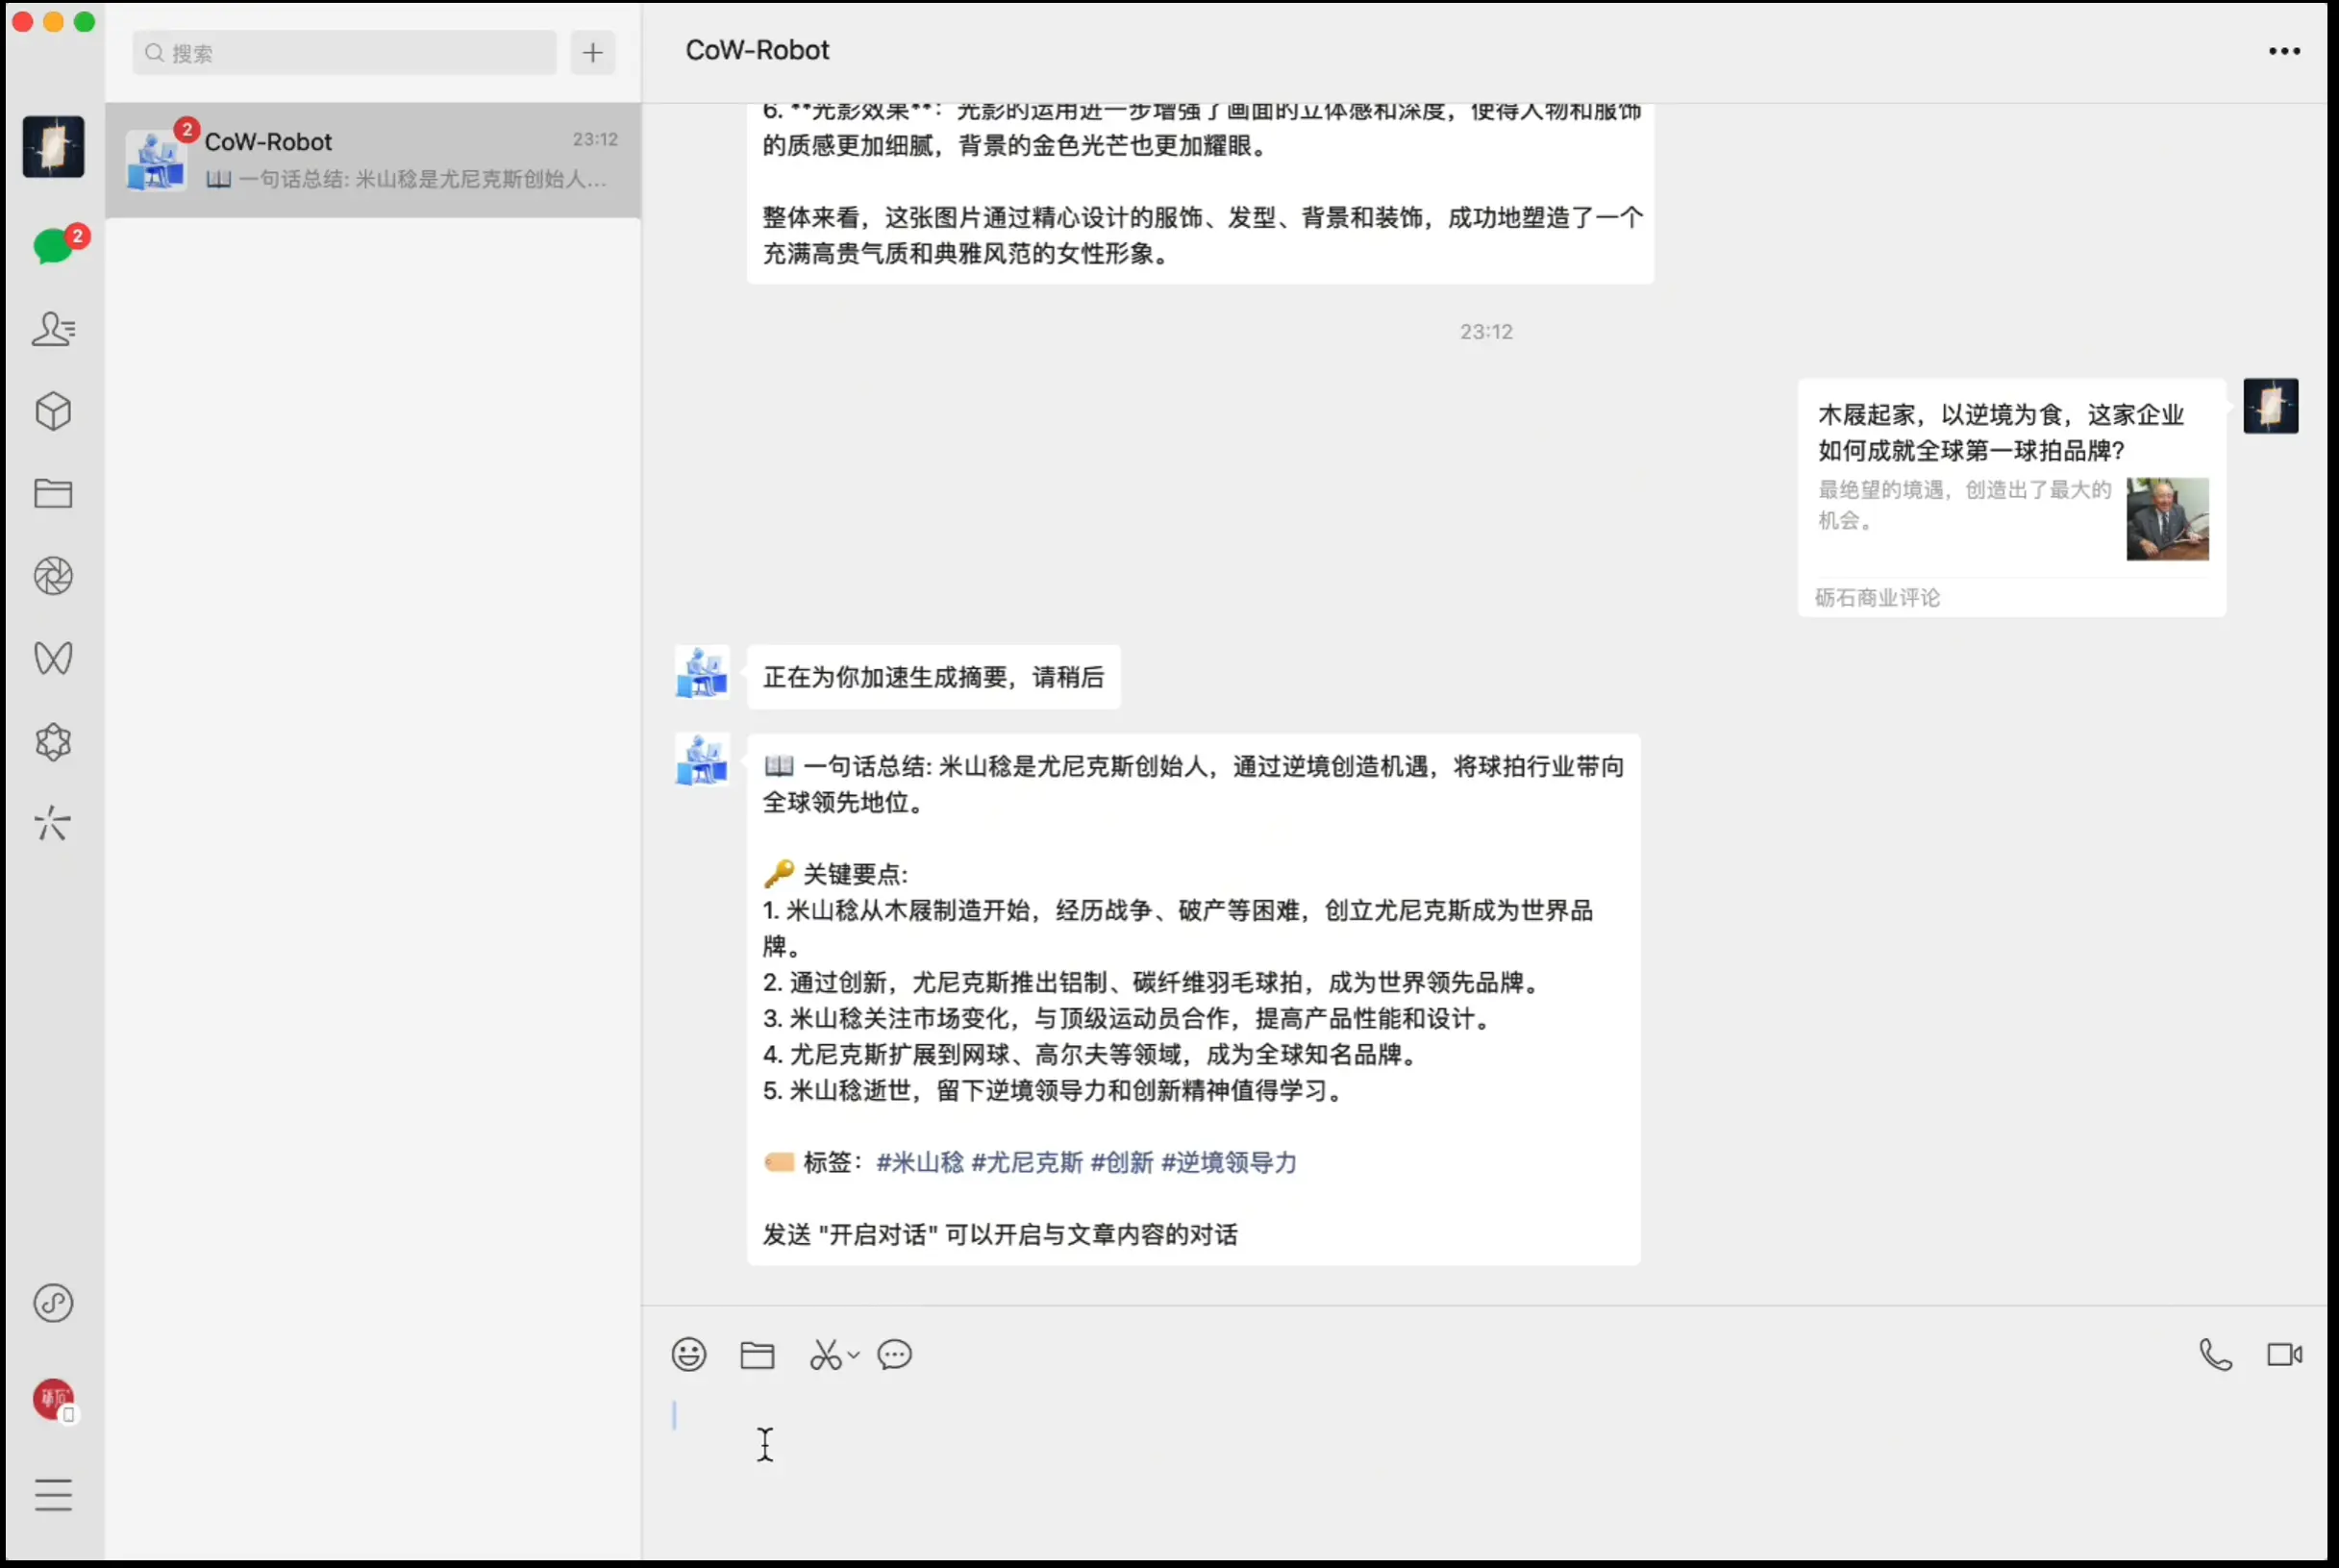 搜索
CoW-Robot
2
CoW-Robot
23:12
📖 一句话总结: 米山稔是尤尼克斯创始人...
2
6. **光影效果**：光影的运用进一步增强了画面的立体感和深度，使得人物和服饰
的质感更加细腻，背景的金色光芒也更加耀眼。
整体来看，这张图片通过精心设计的服饰、发型、背景和装饰，成功地塑造了一个
充满高贵气质和典雅风范的女性形象。
23:12
木屐起家，以逆境为食，这家企业
如何成就全球第一球拍品牌?
最绝望的境遇，创造出了最大的
机会。
砺石商业评论
正在为你加速生成摘要，请稍后
📖 一句话总结: 米山稔是尤尼克斯创始人，通过逆境创造机遇，将球拍行业带向
全球领先地位。
🔑 关键要点:
1. 米山稔从木屐制造开始，经历战争、破产等困难，创立尤尼克斯成为世界品
牌。
2. 通过创新，尤尼克斯推出铝制、碳纤维羽毛球拍，成为世界领先品牌。
3. 米山稔关注市场变化，与顶级运动员合作，提高产品性能和设计。
4. 尤尼克斯扩展到网球、高尔夫等领域，成为全球知名品牌。
5. 米山稔逝世，留下逆境领导力和创新精神值得学习。
🏷 标签：#米山稔 #尤尼克斯 #创新 #逆境领导力
发送 "开启对话" 可以开启与文章内容的对话
砺石